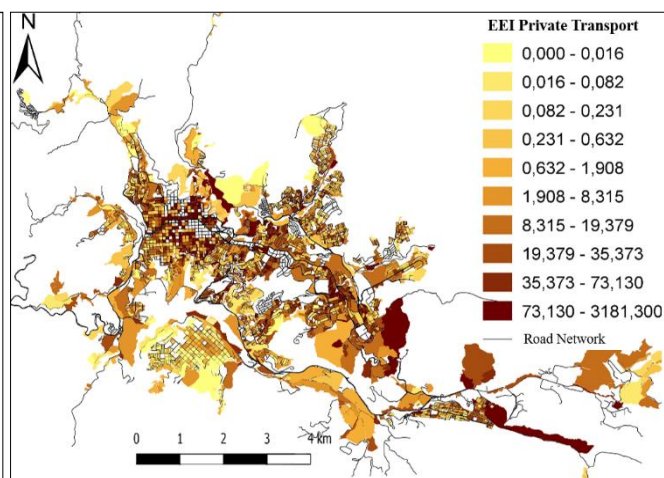 N
EEI Private Transport
0,000 - 0,016
0,016 - 0,082
0,082 - 0,231
0,231 - 0,632
0,632 - 1,908
1,908 - 8,315
8,315 - 19,379
19,379 - 35,373
35,373 - 73,130
73,130 - 3181,300
Road Network
0 1 2 3 4 km